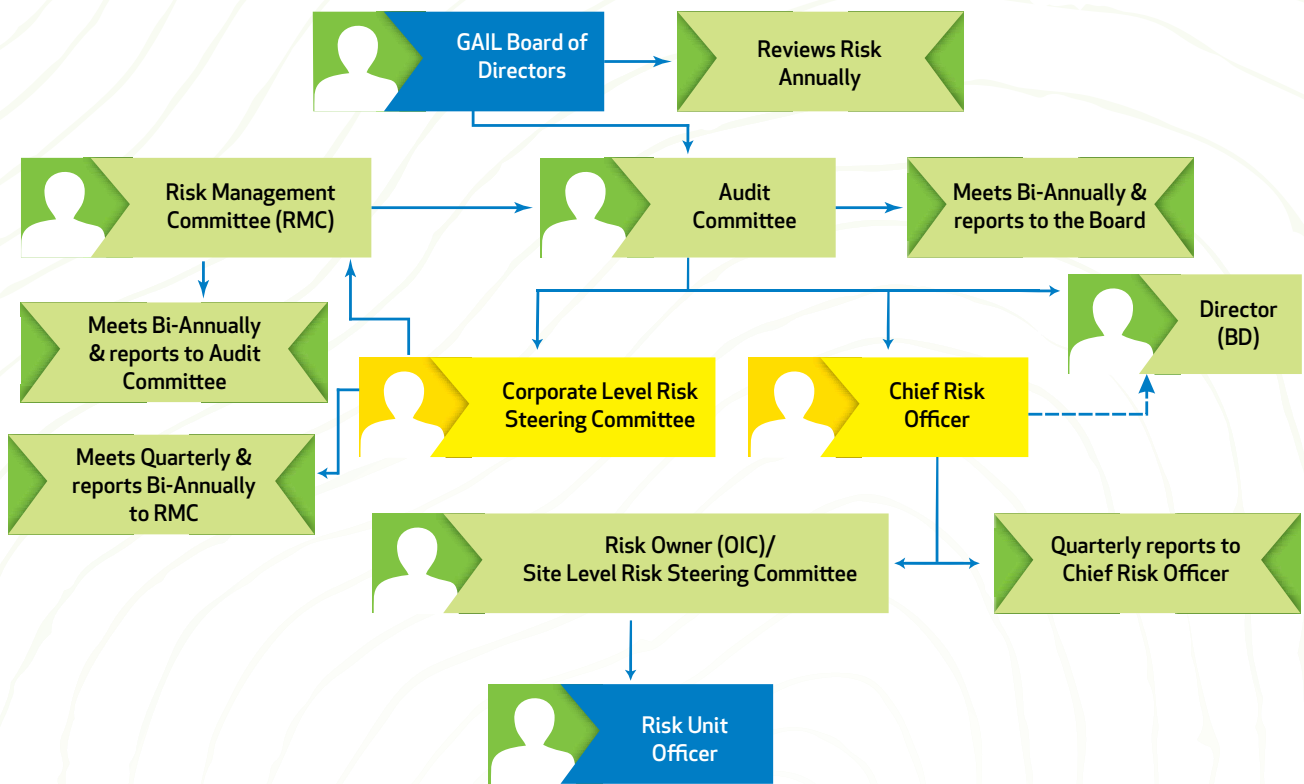 GAIL Board of
Directors
Reviews Risk
Annually
Risk Management
Committee (RMC)
Audit
Committee
Meets Bi-Annually &
reports to the Board
Meets Bi-Annually
& reports to Audit
Committee
Director
(BD)
Corporate Level Risk
Steering Committee
Chief Risk
Officer
Meets Quarterly &
reports Bi-Annually
to RMC
Risk Owner (OIC)/
Site Level Risk Steering Committee
Quarterly reports to
Chief Risk Officer
Risk Unit
Officer